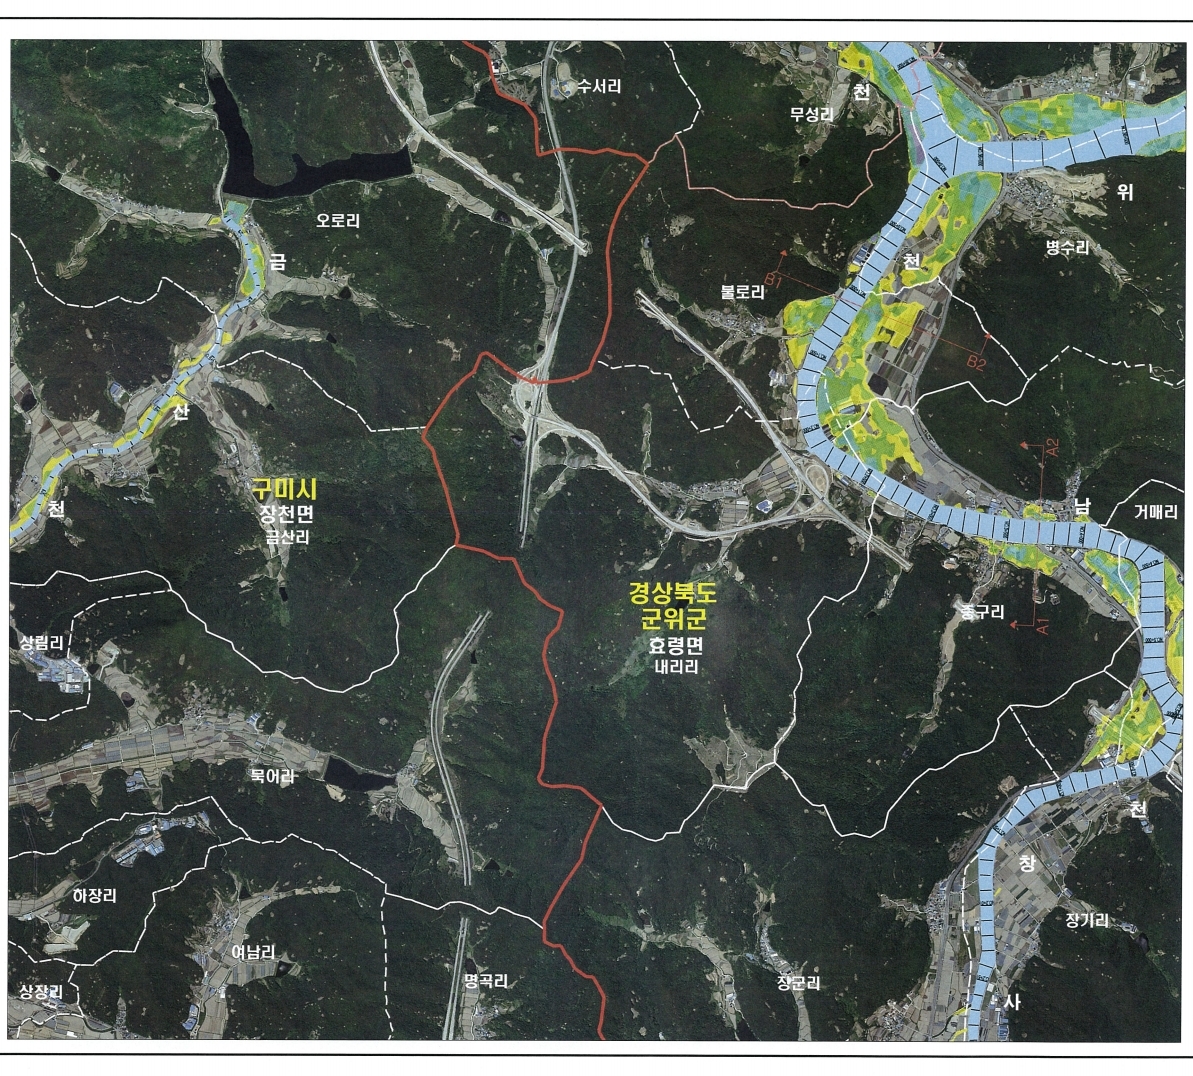 수서리
천
무성리
위
오로리
병수리
금
천
B1
불로리
B2
산
A2
구미시
천
장천면
남
거매리
금산리
경상북도
군위군
중구리
A1
상림리
효령면
내리리
묵어리
천
창
하장리
장기리
여남리
명곡리
장군리
상장리
사